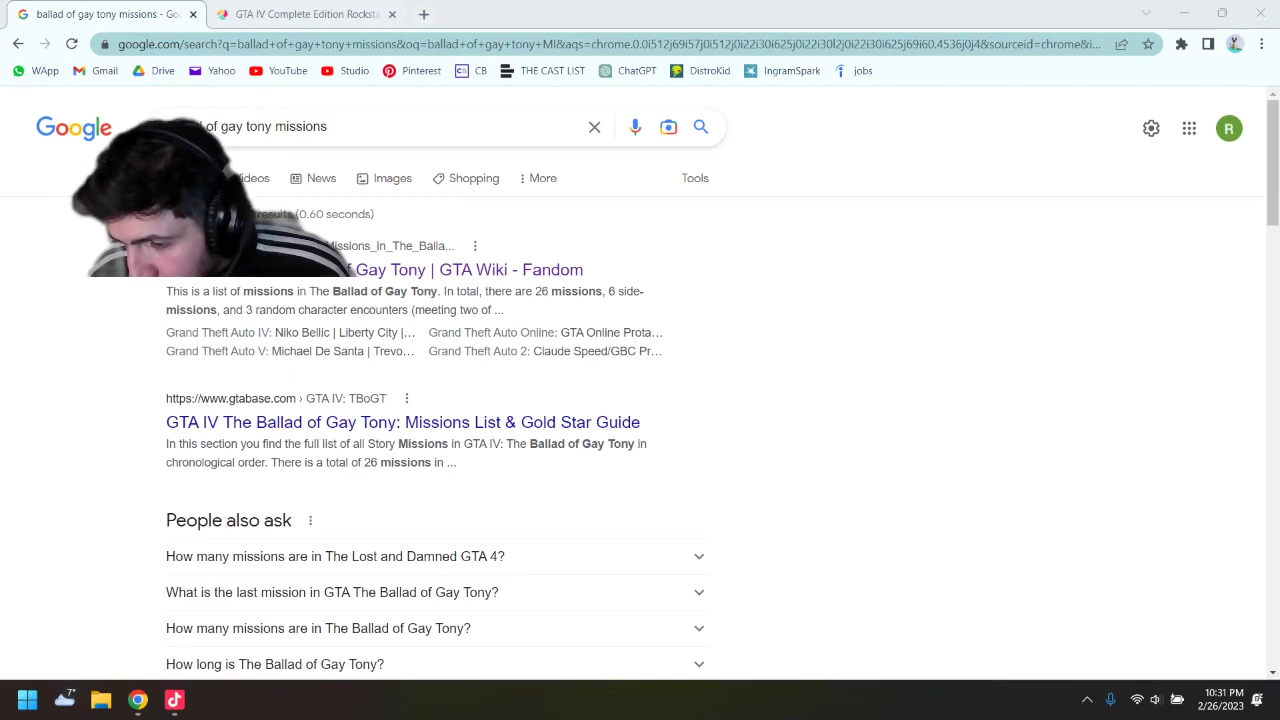 ballad of gay tony missions - Goo
GTA IV Complete Edition Rocksta
google.com/search?q=ballad+of+gay+tony+missions&oq=ballad+of+gay+tony+MI&aqs=chrome.0.0i512j69i57j0i512j0i22i30i625j0i22i30l2j0i22i30i625j69i60.4536j0j4&sourceid=chrome&i...
WApp Gmail Drive Yahoo YouTube Studio Pinterest CB THE CAST LIST ChatGPT DistroKid IngramSpark jobs
Google
of gay tony missions
R
News Images Shopping More Tools
results (0.60 seconds)
Missions_in_The_Balla...
Gay Tony | GTA Wiki - Fandom
This is a list of missions in The Ballad of Gay Tony. In total, there are 26 missions, 6 side-
missions, and 3 random character encounters (meeting two of ...
Grand Theft Auto IV: Niko Bellic | Liberty City |... Grand Theft Auto Online: GTA Online Prota...
Grand Theft Auto V: Michael De Santa | Trevo... Grand Theft Auto 2: Claude Speed/GBC Pr...
https://www.gtabase.com › GTA IV: TBoGT
GTA IV The Ballad of Gay Tony: Missions List & Gold Star Guide
In this section you find the full list of all Story Missions in GTA IV: The Ballad of Gay Tony in
chronological order. There is a total of 26 missions in ...
People also ask
How many missions are in The Lost and Damned GTA 4?
What is the last mission in GTA The Ballad of Gay Tony?
How many missions are in The Ballad of Gay Tony?
How long is The Ballad of Gay Tony?
7°
10:31 PM
2/26/2023